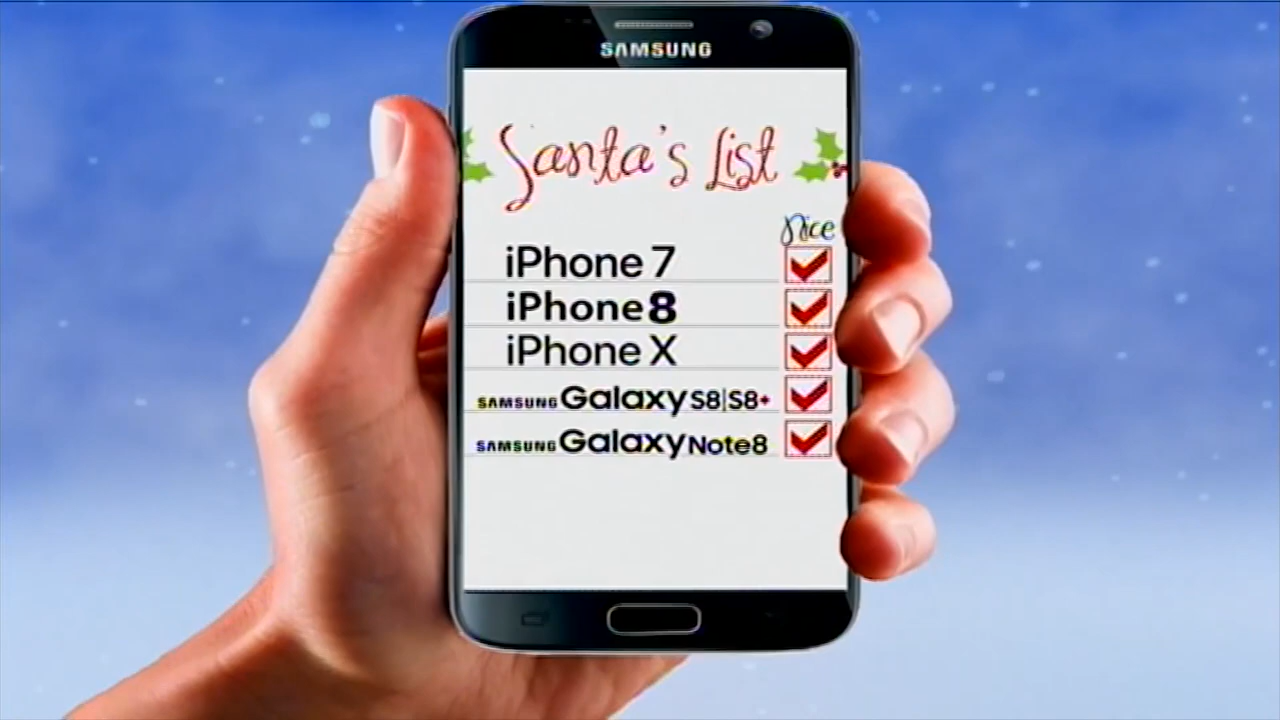 SAMSUNG
Santa's List
Nice
iPhone 7
iPhone 8
iPhone X
SAMSUNG Galaxy S8|S8+
SAMSUNG Galaxy Note8